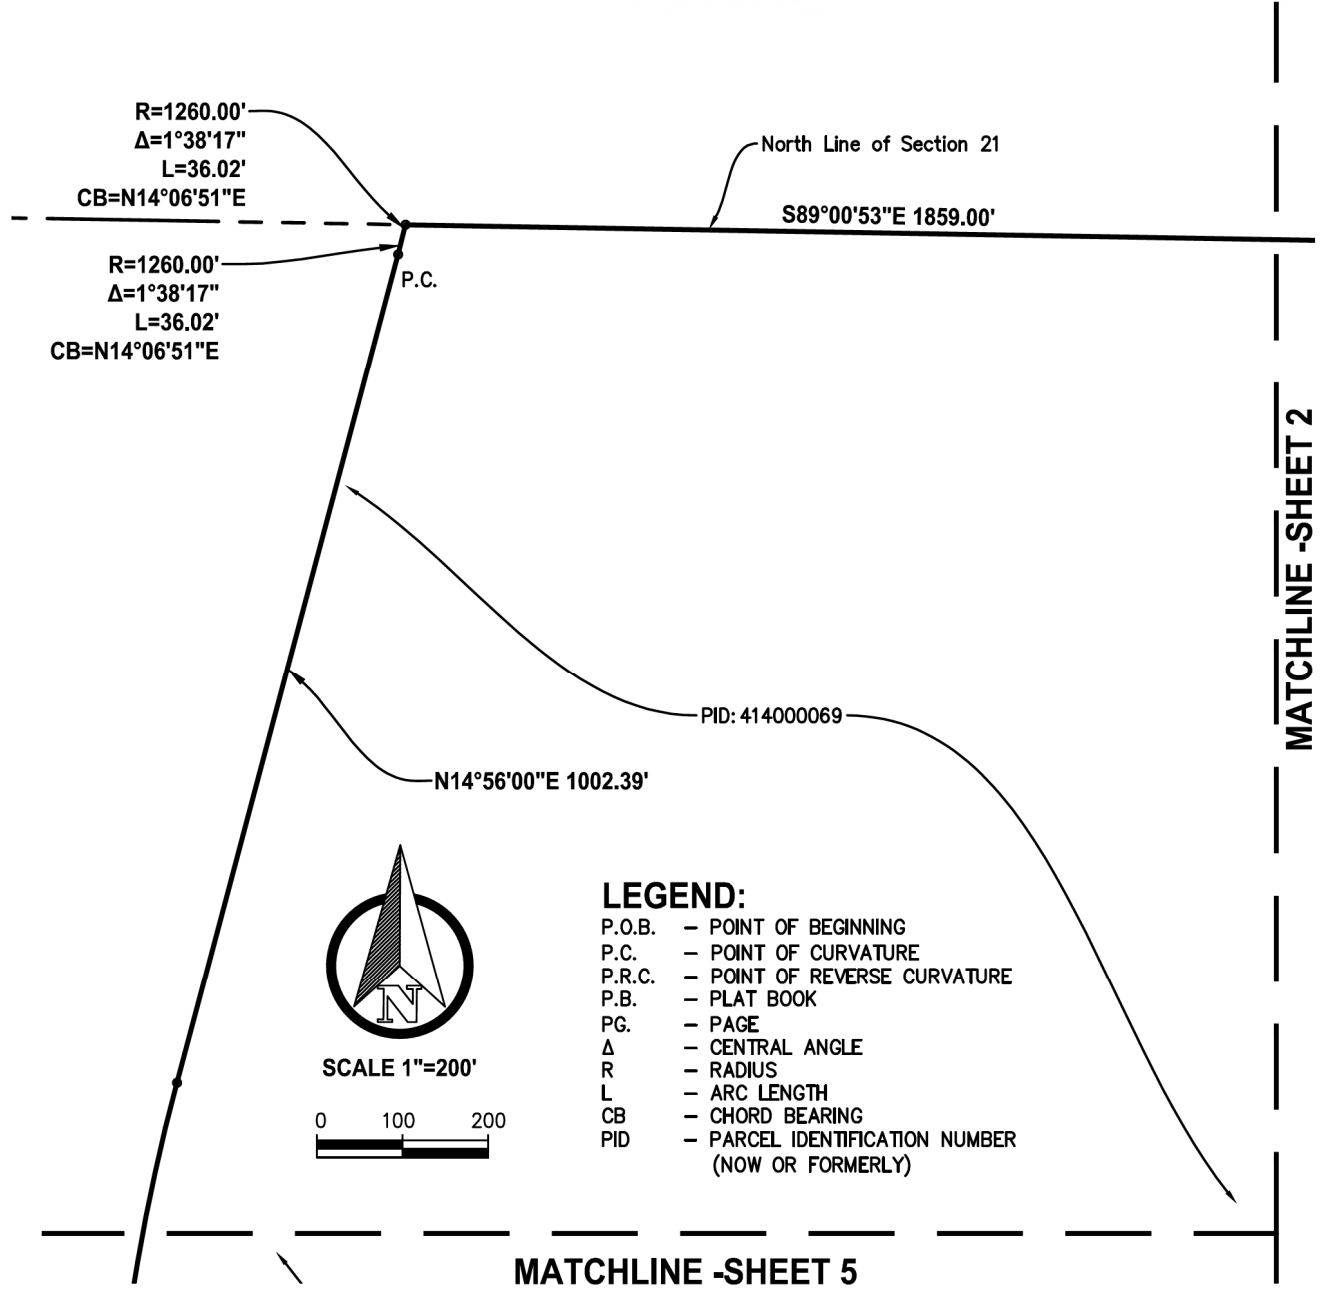 R=1260.00'
Δ=1°38'17"
L=36.02'
CB=N14°06'51"E
North Line of Section 21
S89°00'53"E 1859.00'
R=1260.00'
Δ=1°38'17"
L=36.02'
CB=N14°06'51"E
P.C.
MATCHLINE -SHEET 2
PID: 414000069
N14°56'00"E 1002.39'
N
SCALE 1"=200'
0 100 200
LEGEND:
P.O.B. – POINT OF BEGINNING
P.C. – POINT OF CURVATURE
P.R.C. – POINT OF REVERSE CURVATURE
P.B. – PLAT BOOK
PG. – PAGE
Δ – CENTRAL ANGLE
R – RADIUS
L – ARC LENGTH
CB – CHORD BEARING
PID – PARCEL IDENTIFICATION NUMBER
(NOW OR FORMERLY)
MATCHLINE -SHEET 5